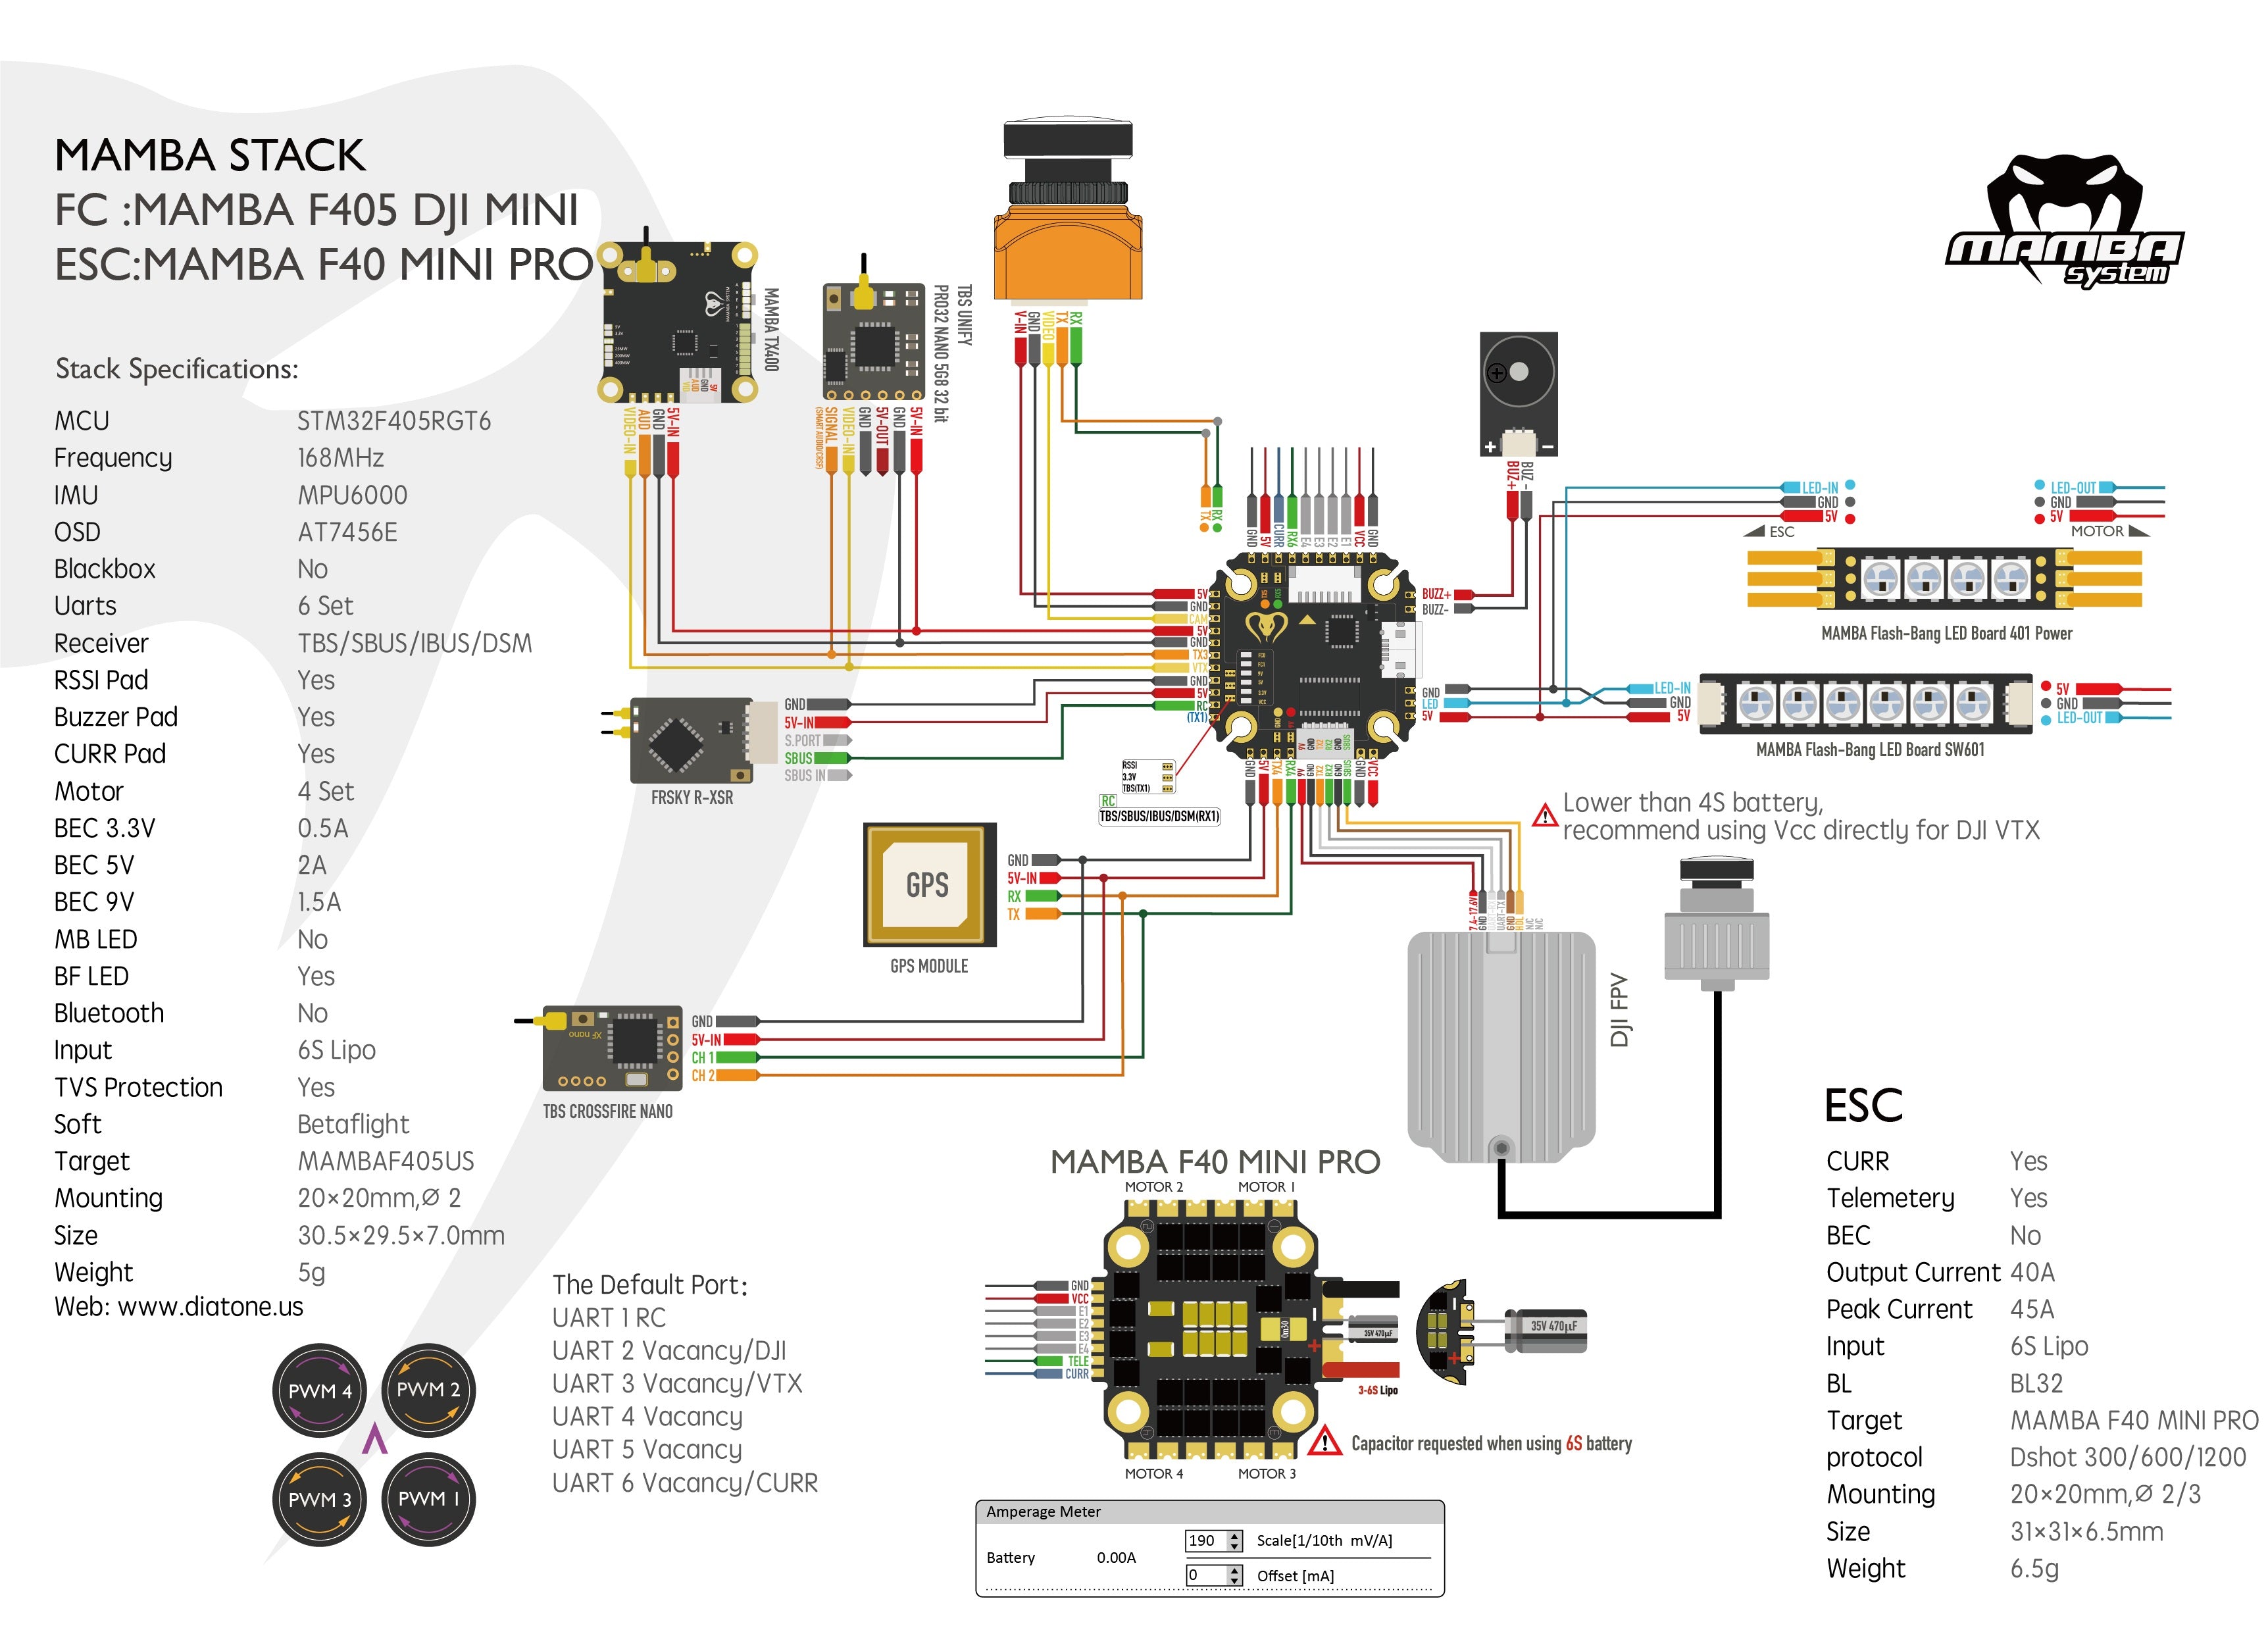 MAMBA STACK
FC :MAMBA F405 DJI MINI
ESC:MAMBA F40 MINI PRO
Stack Specifications:
MCU STM32F405RGT6
Frequency 168MHz
IMU MPU6000
OSD AT7456E
Blackbox No
Uarts 6 Set
Receiver TBS/SBUS/IBUS/DSM
RSSI Pad Yes
Buzzer Pad Yes
CURR Pad Yes
Motor 4 Set
BEC 3.3V 0.5A
BEC 5V 2A
BEC 9V 1.5A
MB LED No
BF LED Yes
Bluetooth No
Input 6S Lipo
TVS Protection Yes
Soft Betaflight
Target MAMBAF405US
Mounting 20×20mm,Ø 2
Size 30.5×29.5×7.0mm
Weight 5g
Web: www.diatone.us
PWM 4
PWM 2
PWM 3
PWM 1
The Default Port:
UART 1 RC
UART 2 Vacancy/DJI
UART 3 Vacancy/VTX
UART 4 Vacancy
UART 5 Vacancy
UART 6 Vacancy/CURR
MAMBA TX400
VIDEO-IN
AUD
GND
5V-IN
TBS UNIFY
PRO32 NANO 5G8 32 bit
SIGNAL
(SMART AUDIO/CRSF)
VIDEO-IN
GND
5V-OUT
GND
5V-IN
V-IN
GND
VIDEO
TX
RX
TX
RX
GND
5V
CURR
RX6
E4
E3
E2
E1
VCC
GND
5V
GND
CAM
5V
GND
TX3
VTX
GND
5V
RC
(TX1)
BUZZ+
BUZZ-
GND
LED
5V
GND
5V
TX4
RX4
9V
GND
TX2
RX2
GND
SBUS
GND
VCC
RSSI
3.3V
TBS(TX1)
RC
TBS/SBUS/IBUS/DSM(RX1)
+
−
BUZ+
BUZ -
MAMBA
system
LED-IN
GND
5V
ESC
LED-OUT
GND
5V
MOTOR
MAMBA Flash-Bang LED Board 401 Power
LED-IN
GND
5V
5V
GND
LED-OUT
MAMBA Flash-Bang LED Board SW601
GND
5V-IN
S.PORT
SBUS
SBUS IN
FRSKY R-XSR
GPS
GPS MODULE
GND
5V-IN
RX
TX
XF nano
TBS CROSSFIRE NANO
GND
5V-IN
CH 1
CH 2
Lower than 4S battery,
recommend using Vcc directly for DJI VTX
7.4-17.6V
GND
UART-RX
UART-TX
GND
HDL
N/C
N/C
DJI FPV
MAMBA F40 MINI PRO
MOTOR 2
MOTOR 1
GND
VCC
E1
E2
E3
E4
TELE
CURR
35V 470μF
3-6S Lipo
35V 470μF
MOTOR 4
MOTOR 3
Capacitor requested when using 6S battery
Amperage Meter
Battery 0.00A
190 Scale[1/10th mV/A]
0 Offset [mA]
ESC
CURR Yes
Telemetery Yes
BEC No
Output Current 40A
Peak Current 45A
Input 6S Lipo
BL BL32
Target MAMBA F40 MINI PRO
protocol Dshot 300/600/1200
Mounting 20×20mm,Ø 2/3
Size 31×31×6.5mm
Weight 6.5g